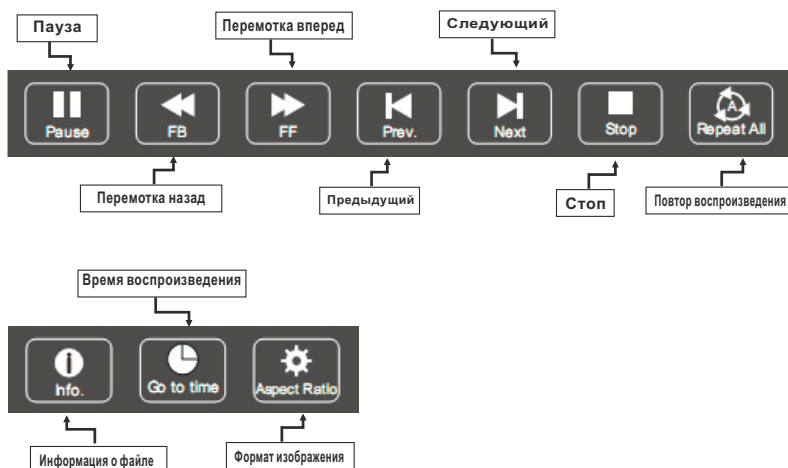 Пауза
Перемотка вперед
Следующий
Pause
FB
FF
Prev.
Next
Stop
Repeat All
Перемотка назад
Предыдущий
Стоп
Повтор воспроизведения
Время воспроизведения
Info.
Go to time
Aspect Ratio
Информация о файле
Формат изображения